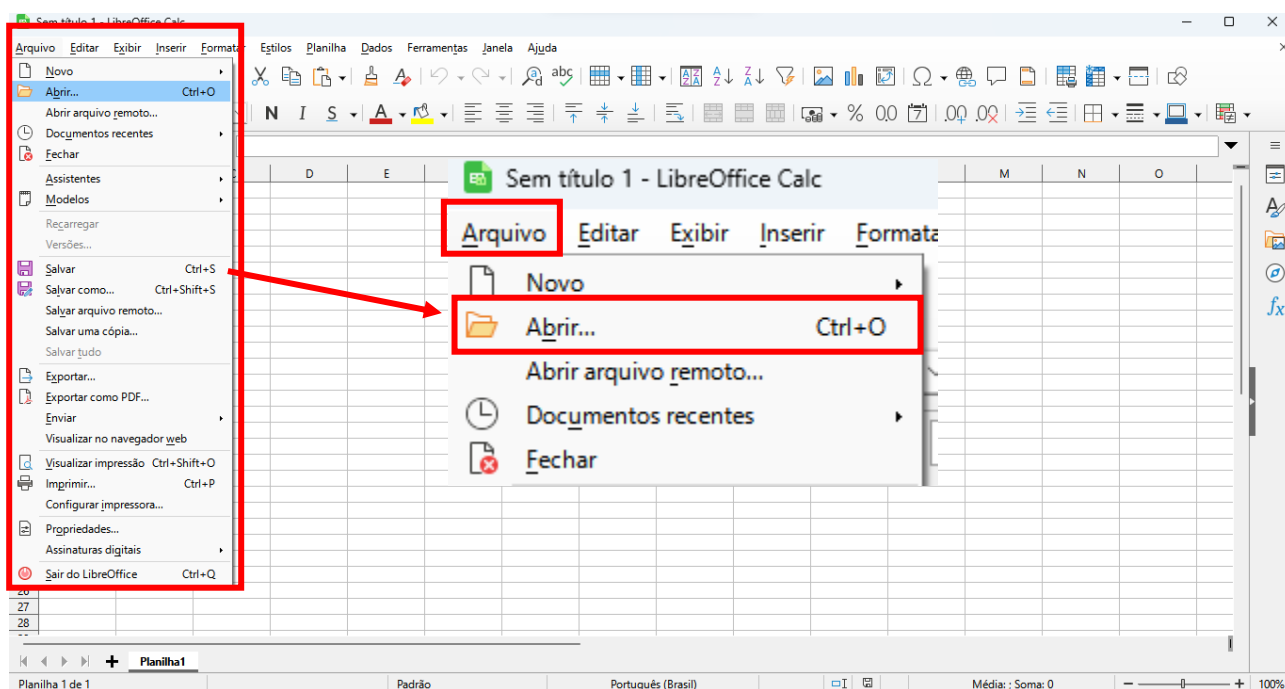 Sem título 1 - LibreOffice Calc
Arquivo Editar Exibir Inserir Formatar Estilos Planilha Dados Ferramentas Janela Ajuda
Novo
Abrir... Ctrl+O
Abrir arquivo remoto...
Documentos recentes
Fechar
Assistentes
Modelos
Recarregar
Versões...
Salvar Ctrl+S
Salvar como... Ctrl+Shift+S
Salvar arquivo remoto...
Salvar uma cópia...
Salvar tudo
Exportar...
Exportar como PDF...
Enviar
Visualizar no navegador web
Visualizar impressão Ctrl+Shift+O
Imprimir... Ctrl+P
Configurar impressora...
Propriedades...
Assinaturas digitais
Sair do LibreOffice Ctrl+Q
N I S A % 0.0 .00 .00
D E M N O
Sem título 1 - LibreOffice Calc
Arquivo Editar Exibir Inserir Formata
Novo
Abrir... Ctrl+O
Abrir arquivo remoto...
Documentos recentes
Fechar
26
27
28
Planilha1
Planilha 1 de 1 Padrão Português (Brasil) Média: ; Soma: 0 100%